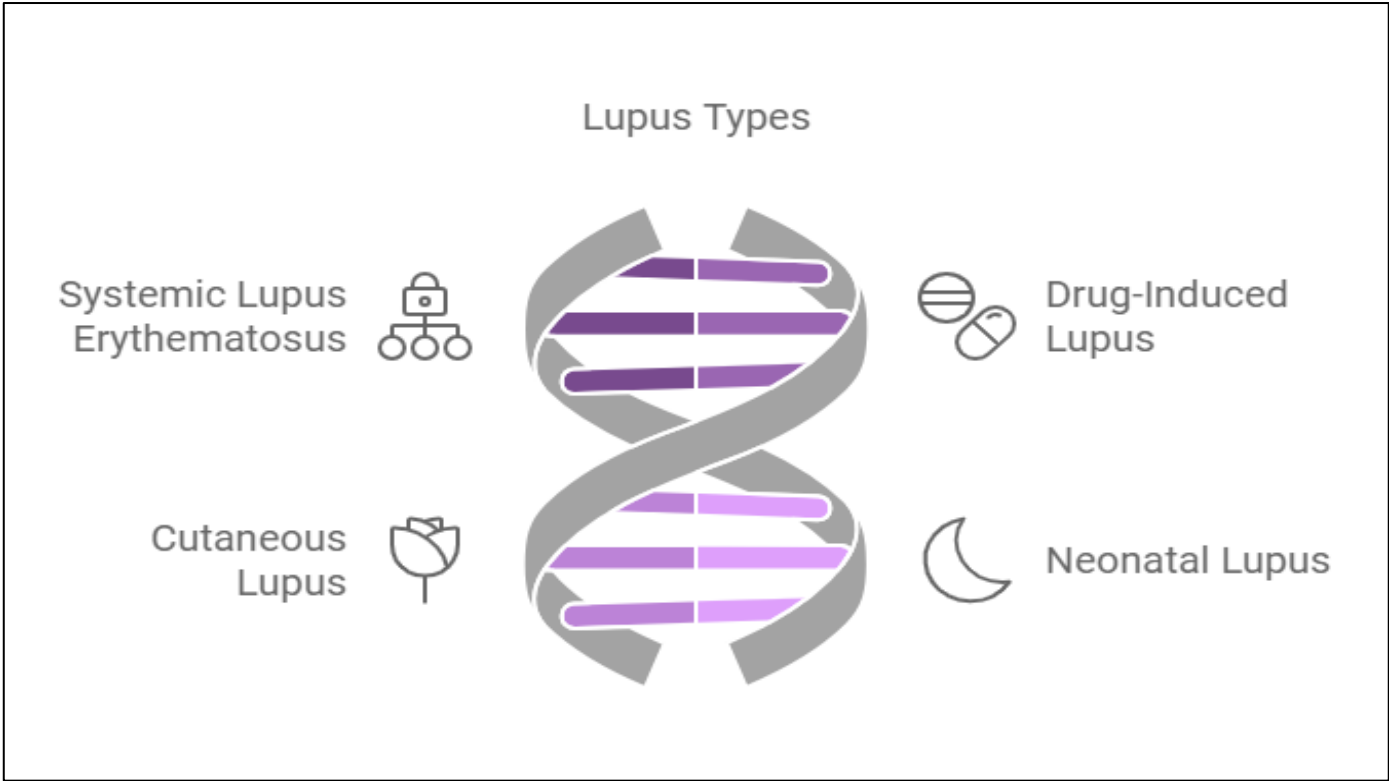 Lupus Types
Systemic Lupus
Erythematosus
Drug-Induced
Lupus
Cutaneous
Lupus
Neonatal Lupus